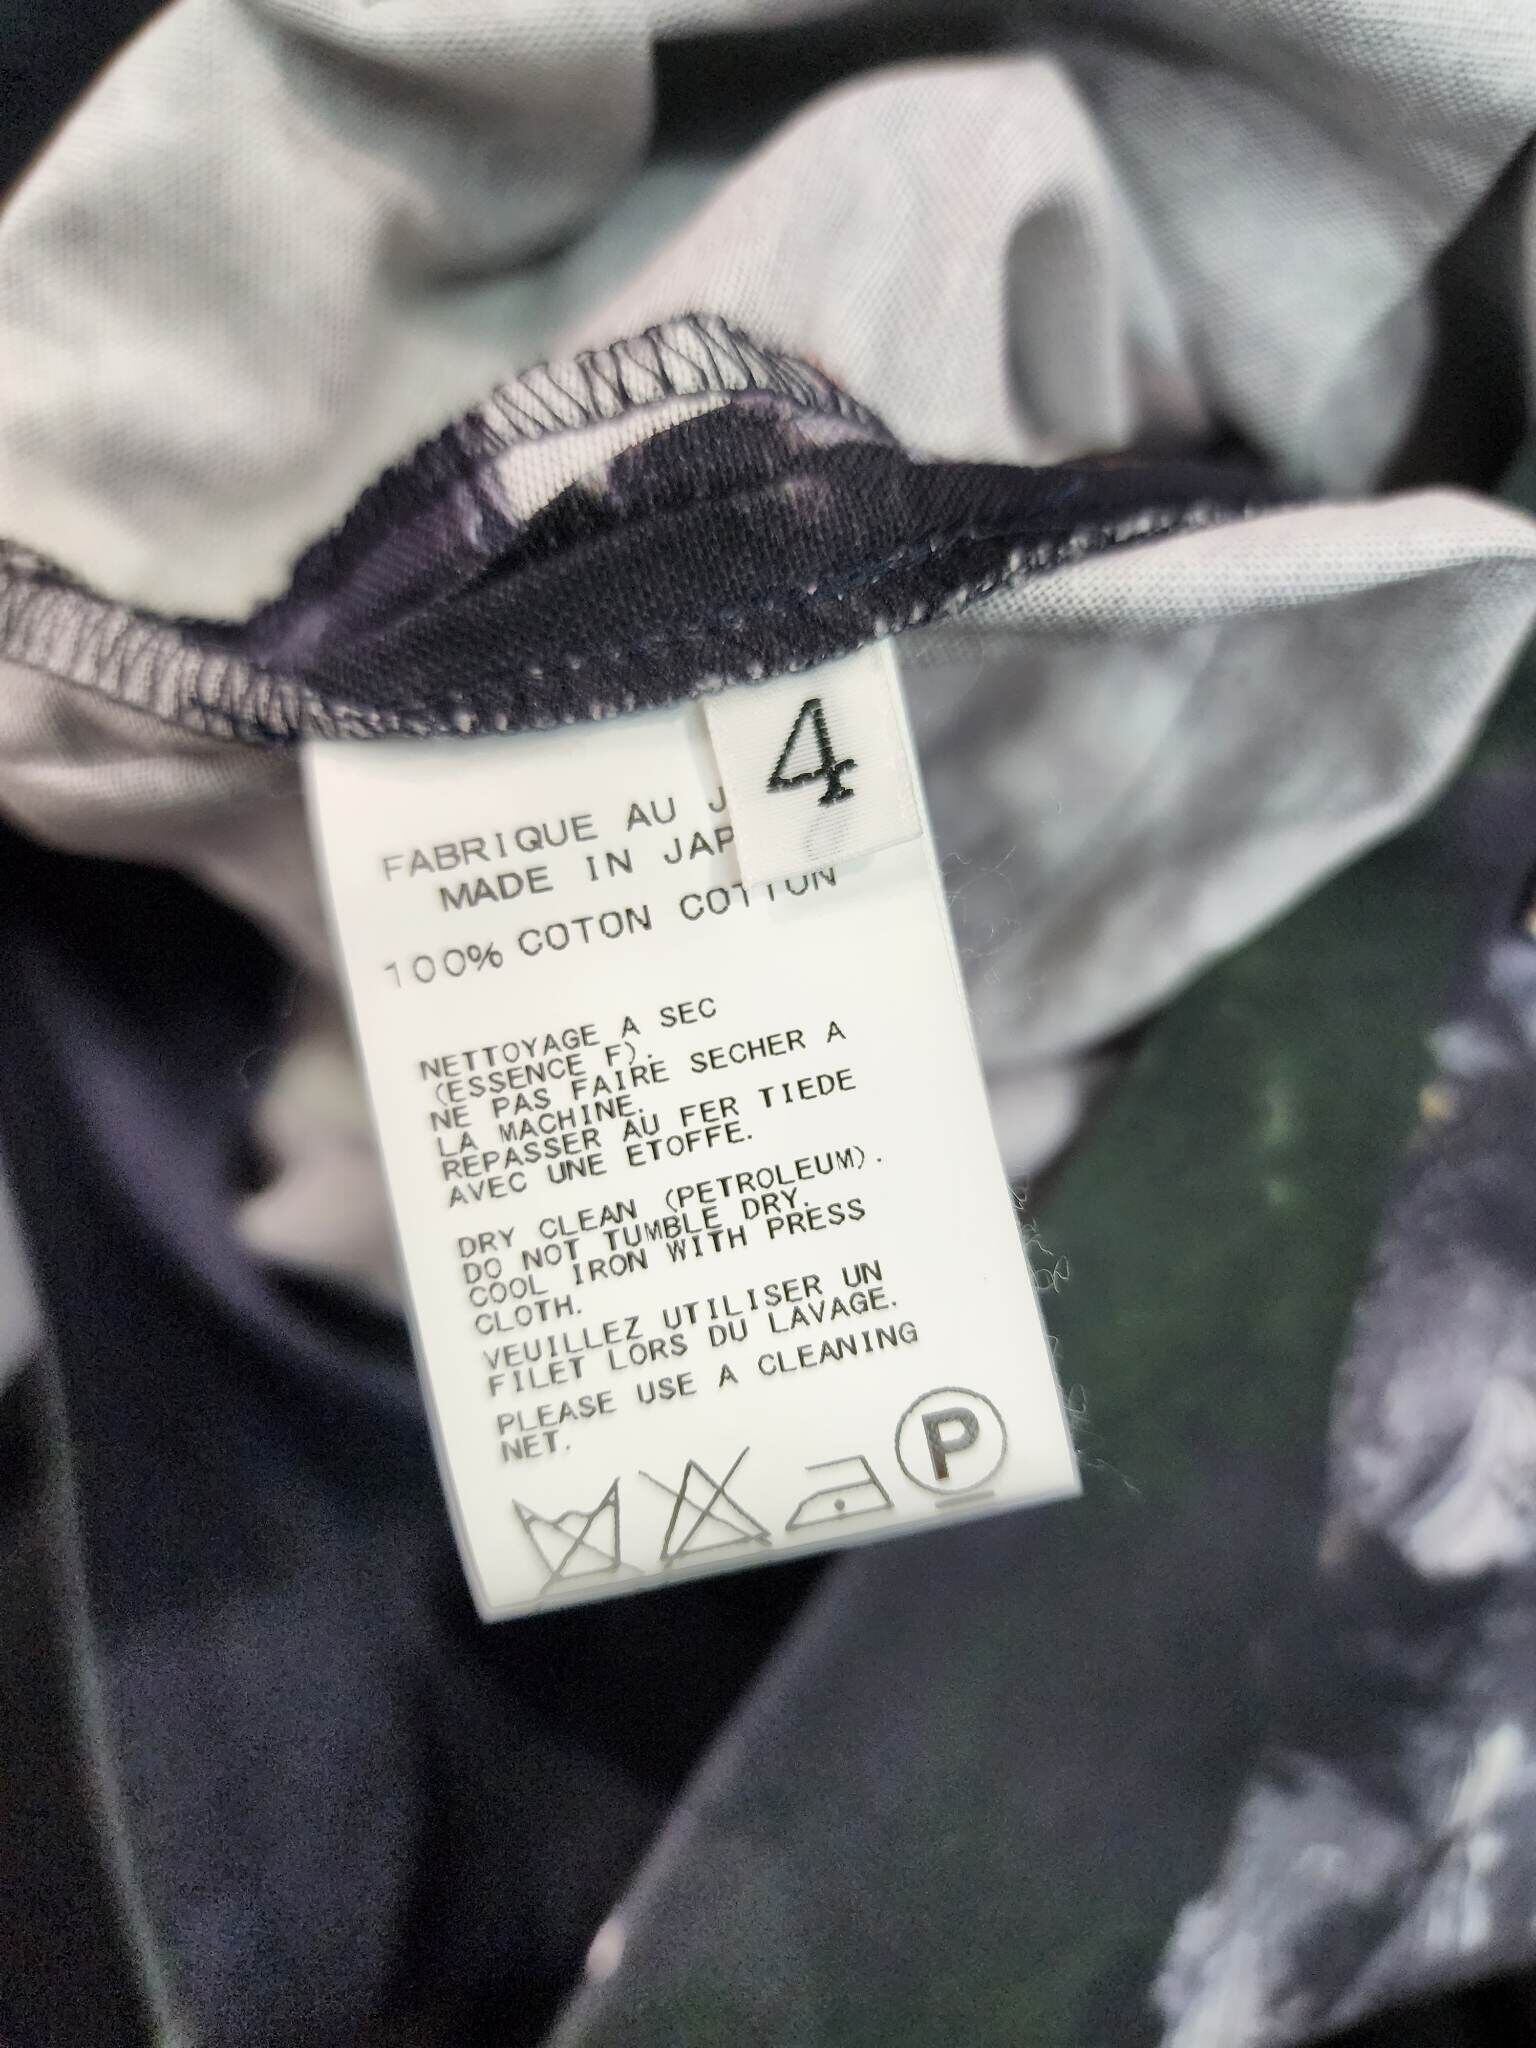 4
FABRIQUE AU
MADE IN
100% COTON COTTON
NETTOYAGE A SEC
(ESSENCE F).
NE PAS FAIRE SECHER A
LA MACHINE.
REPASSER AU FER TIEDE
AVEC UNE ETOFFE.
DRY CLEAN (PETROLEUM).
DO NOT TUMBLE DRY.
COOL IRON WITH PRESS
CLOTH.
VEUILLEZ UTILISER UN
FILET LORS DU LAVAGE.
PLEASE USE A CLEANING
NET.
P